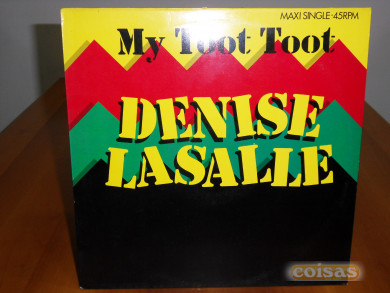 MAXI SINGLE-45RPM
My Toot Toot
DENISE
LASALLE
coisas